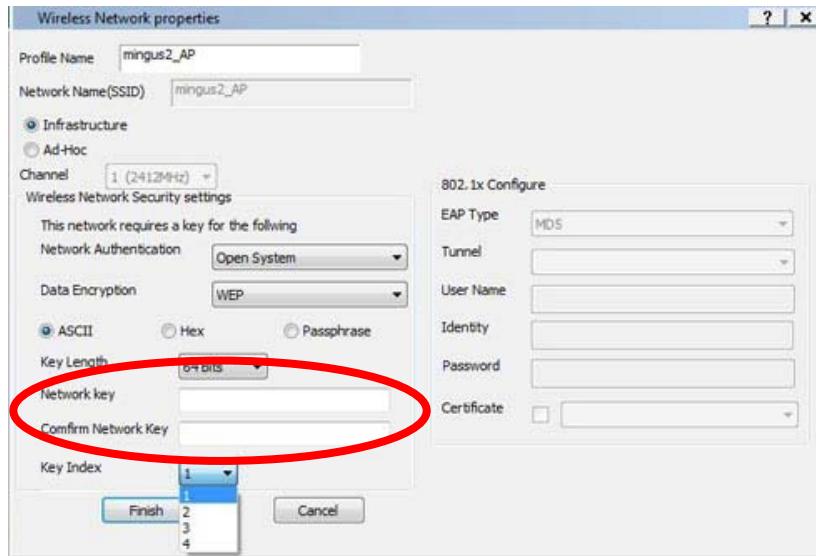 Wireless Network properties
? x
Profile Name mingus2_AP
Network Name(SSID) mingus2_AP
Infrastructure
Ad-Hoc
Channel 1 (2412MHz)
Wireless Network Security settings
This network requires a key for the follwing
Network Authentication Open System
Data Encryption WEP
ASCII Hex Passphrase
Key Length 64 Bits
Network key
Comfirm Network Key
Key Index 1
1
2
3
4
Finish Cancel
802.1x Configure
EAP Type MD5
Tunnel
User Name
Identity
Password
Certificate